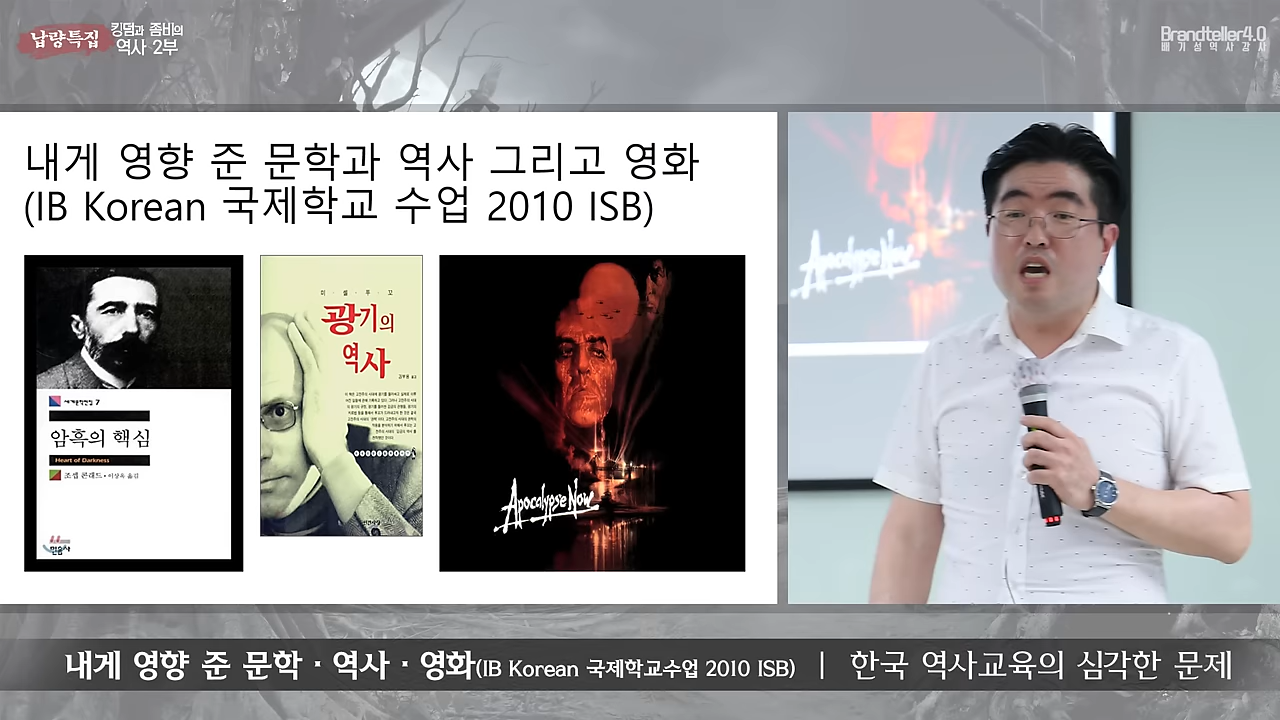 납량특집
킹덤과 좀비의
역사 2부
Brandteller4.0
배기성역사강사
내게 영향 준 문학과 역사 그리고 영화
(IB Korean 국제학교 수업 2010 ISB)
세계문학전집 7
암흑의 핵심
Heart of Darkness
조셉 콘래드 • 이상옥 옮김
민음사
미·셸·푸·꼬
광기의
역사
Apocalypse Now
Apocalypse Now
내게 영향 준 문학 · 역사 · 영화(IB Korean 국제학교수업 2010 ISB) | 한국 역사교육의 심각한 문제